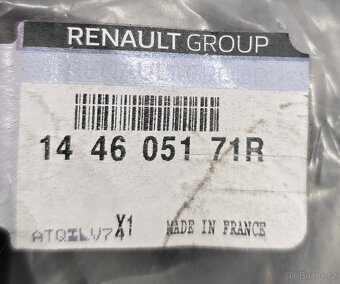 RENAULT GROUP
14 46 051 71R
X1
MADE IN FRANCE